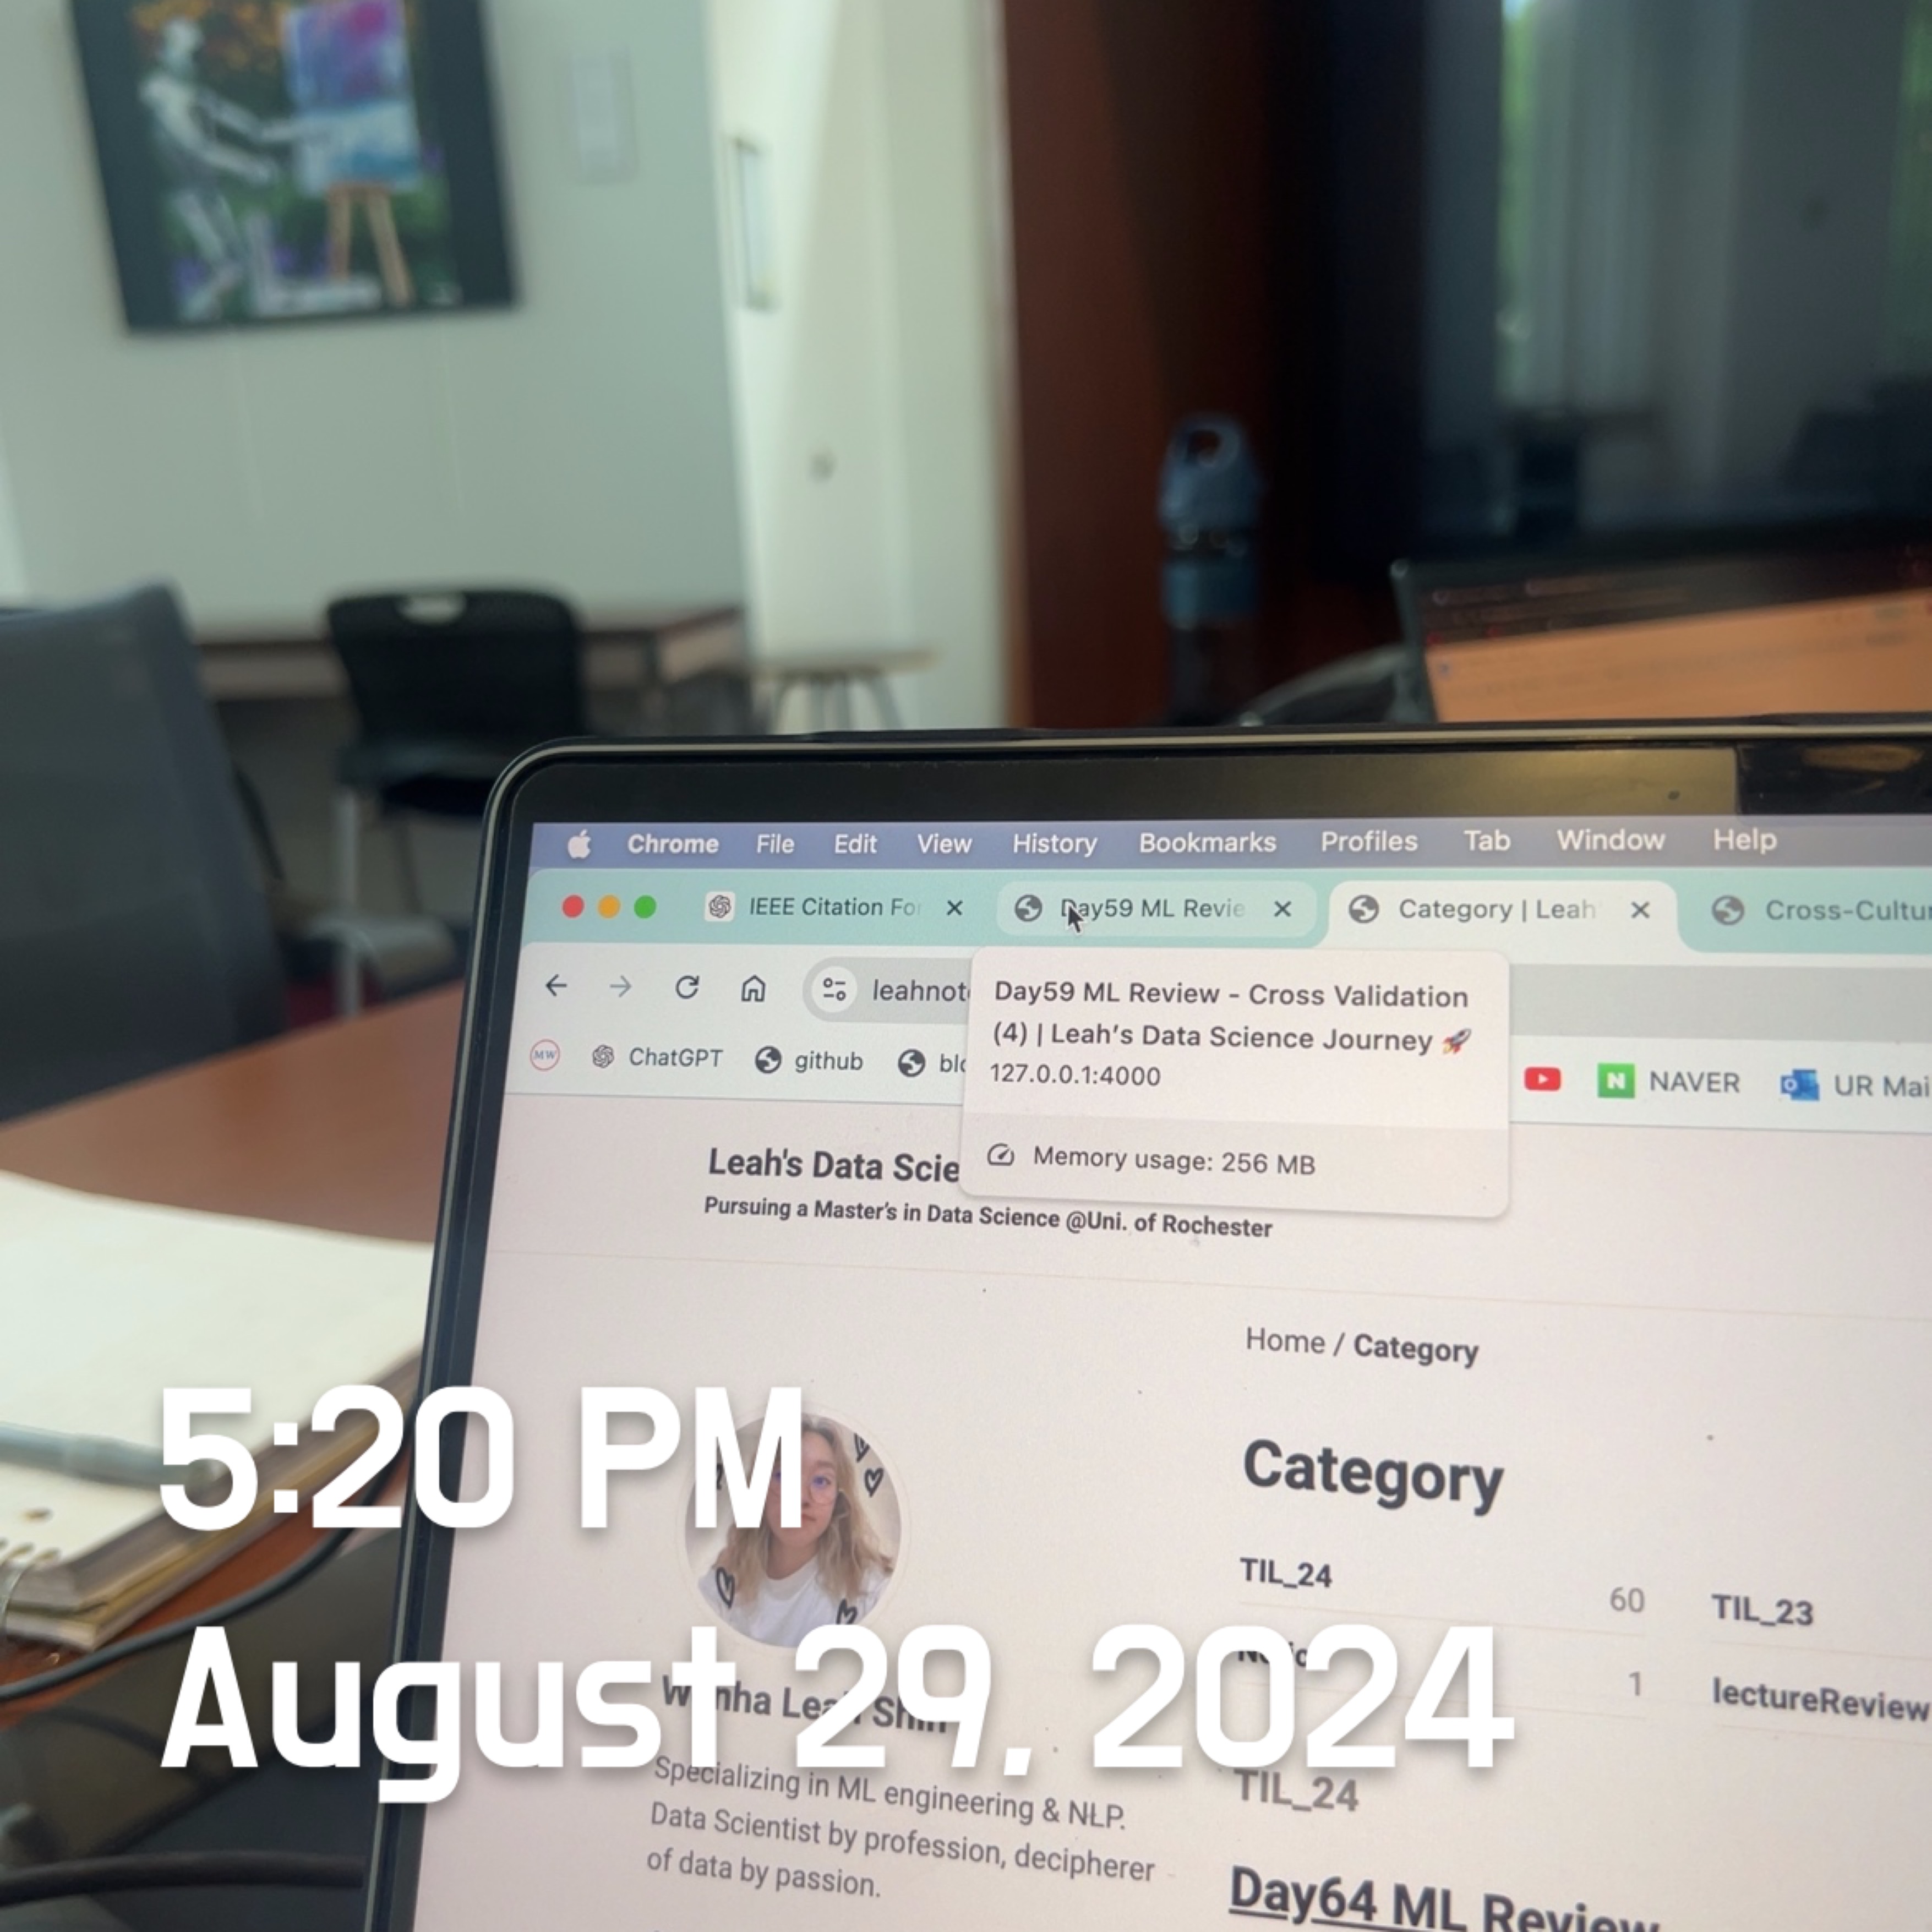 Chrome File Edit View History Bookmarks Profiles Tab Window Help
IEEE Citation For
Day59 ML Revie
Category | Leah'
Cross-Cultur
leahnot
Day59 ML Review - Cross Validation
(4) | Leah's Data Science Journey 🚀
127.0.0.1:4000
Memory usage: 256 MB
MW ChatGPT github blo
N NAVER UR Mai
Leah's Data Scie
Pursuing a Master's in Data Science @Uni. of Rochester
Home / Category
Category
TIL_24 60 TIL_23
1 lectureReview
5:20 PM
August 29, 2024
Specializing in ML engineering & NLP.
Data Scientist by profession, decipherer
of data by passion.
TIL_24
Day64 ML Review